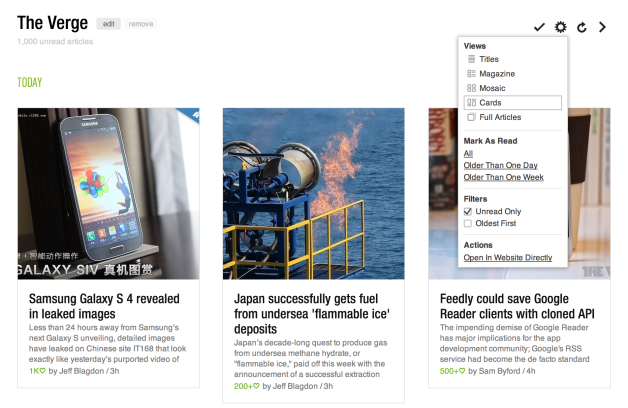 The Verge
edit
remove
1,000 unread articles
TODAY
Views
Titles
Magazine
Mosaic
Cards
Full Articles
Mark As Read
All
Older Than One Day
Older Than One Week
Filters
Unread Only
Oldest First
Actions
Open In Website Directly
SAMSUNG
智能动作操作
GALAXY SIV 真机图赏
Samsung Galaxy S 4 revealed
in leaked images
Less than 24 hours away from Samsung's
next Galaxy S unveiling, detailed images
have leaked on Chinese site IT168 that look
exactly like yesterday's purported video of
1K by Jeff Blagdon / 3h
Japan successfully gets fuel
from undersea 'flammable ice'
deposits
Japan's decade-long quest to produce gas
from undersea methane hydrate, or
"flammable ice," paid off this week with the
announcement of a successful extraction
200+ by Jeff Blagdon / 3h
THE
Feedly could save Google
Reader clients with cloned API
The impending demise of Google Reader
has major implications for the app
development community; Google's RSS
service had become the de facto standard
500+ by Sam Byford / 4h